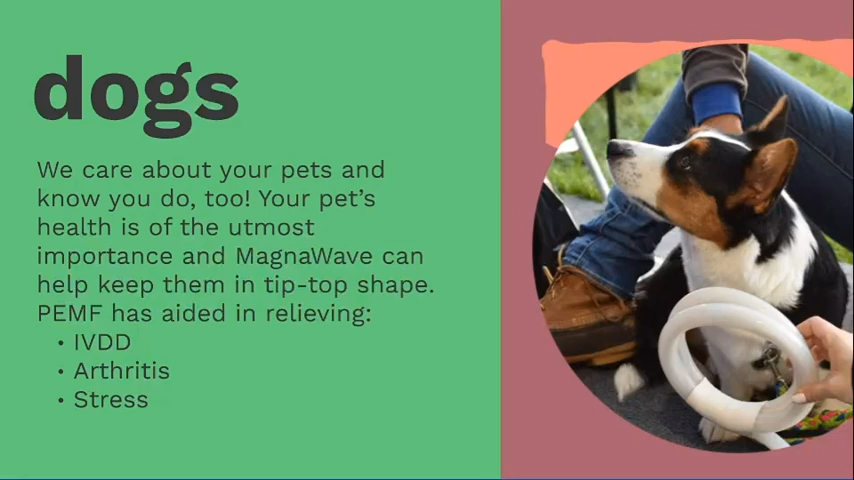 dogs
We care about your pets and
know you do, too! Your pet’s
health is of the utmost
importance and MagnaWave can
help keep them in tip-top shape.
PEMF has aided in relieving:
• IVDD
• Arthritis
• Stress